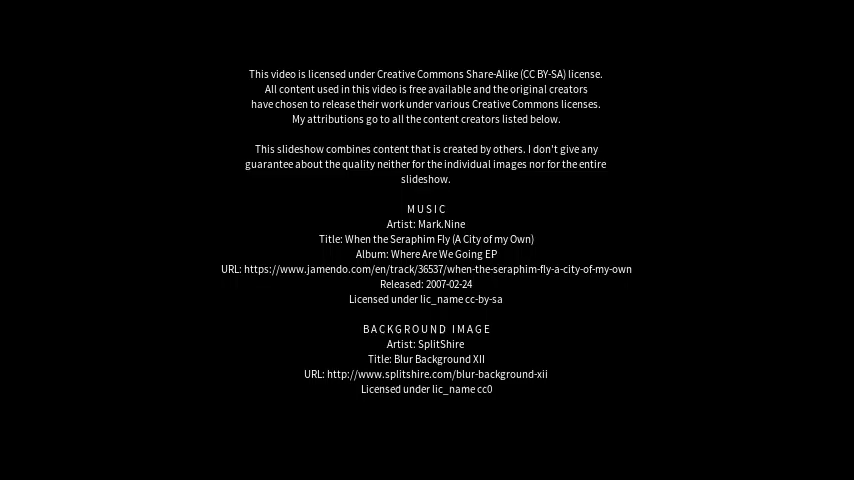 This video is licensed under Creative Commons Share-Alike (CC BY-SA) license.
All content used in this video is free available and the original creators
have chosen to release their work under various Creative Commons licenses.
My attributions go to all the content creators listed below.
This slideshow combines content that is created by others. I don't give any
guarantee about the quality neither for the individual images nor for the entire
slideshow.
MUSIC
Artist: Mark.Nine
Title: When the Seraphim Fly (A City of my Own)
Album: Where Are We Going EP
URL: https://www.jamendo.com/en/track/36537/when-the-seraphim-fly-a-city-of-my-own
Released: 2007-02-24
Licensed under lic_name cc-by-sa
BACKGROUND IMAGE
Artist: SplitShire
Title: Blur Background XII
URL: http://www.splitshire.com/blur-background-xii
Licensed under lic_name cc0